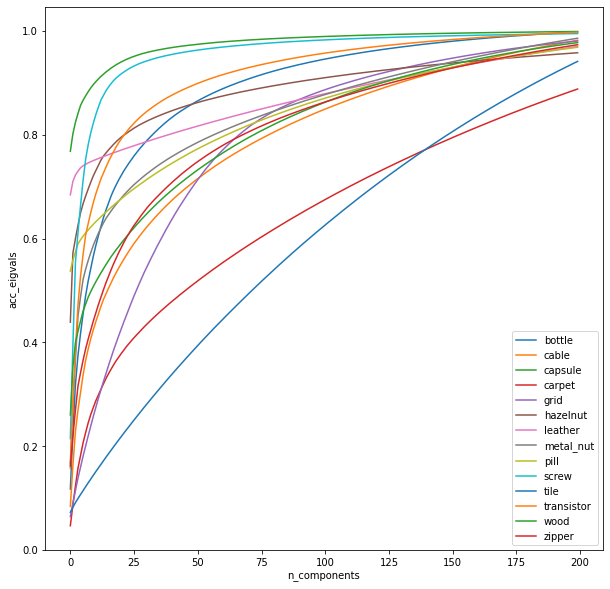 1.0
0.8
0.6
0.4
0.2
0.0
acc_eigvals
0 25 50 75 100 125 150 175 200
n_components
bottle
cable
capsule
carpet
grid
hazelnut
leather
metal_nut
pill
screw
tile
transistor
wood
zipper